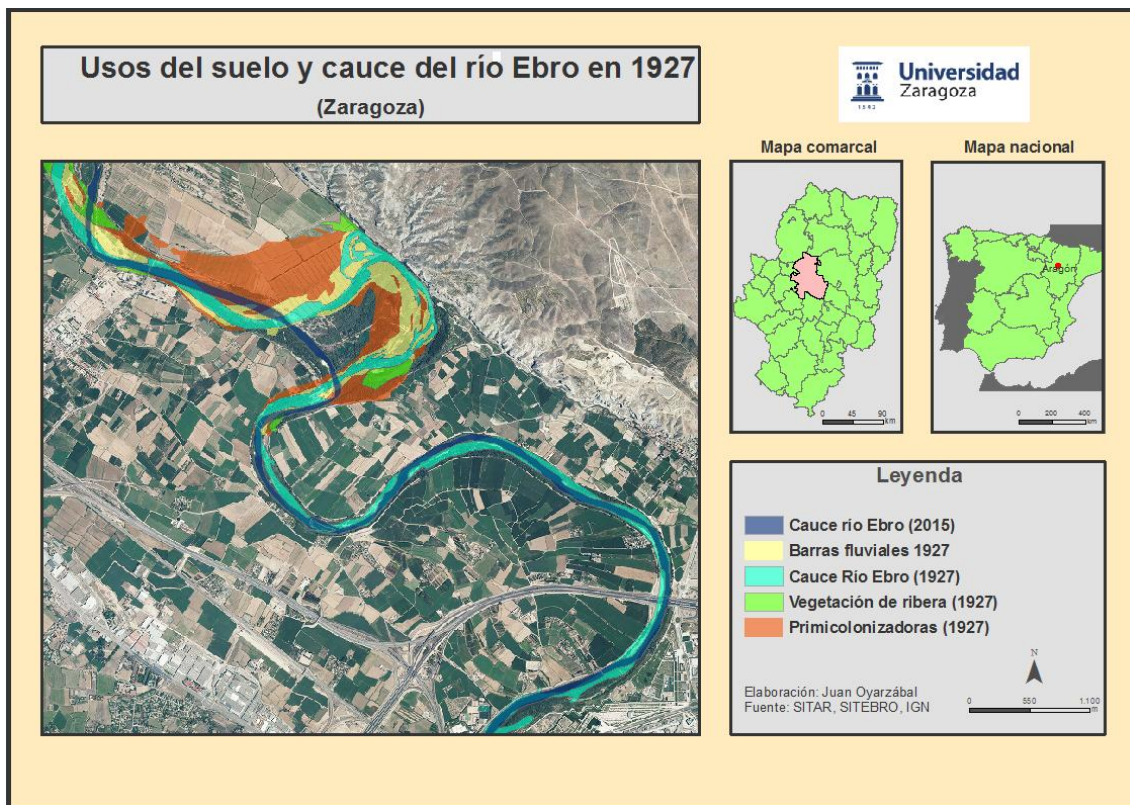 Usos del suelo y cauce del río Ebro en 1927
(Zaragoza)
Universidad
Zaragoza
1542
Mapa comarcal
Mapa nacional
0 45 90
km
Aragón
0 200 400
km
Leyenda
Cauce río Ebro (2015)
Barras fluviales 1927
Cauce Río Ebro (1927)
Vegetación de ribera (1927)
Primicolonizadoras (1927)
N
Elaboración: Juan Oyarzábal
Fuente: SITAR, SITEBRO, IGN
0 550 1.100
m